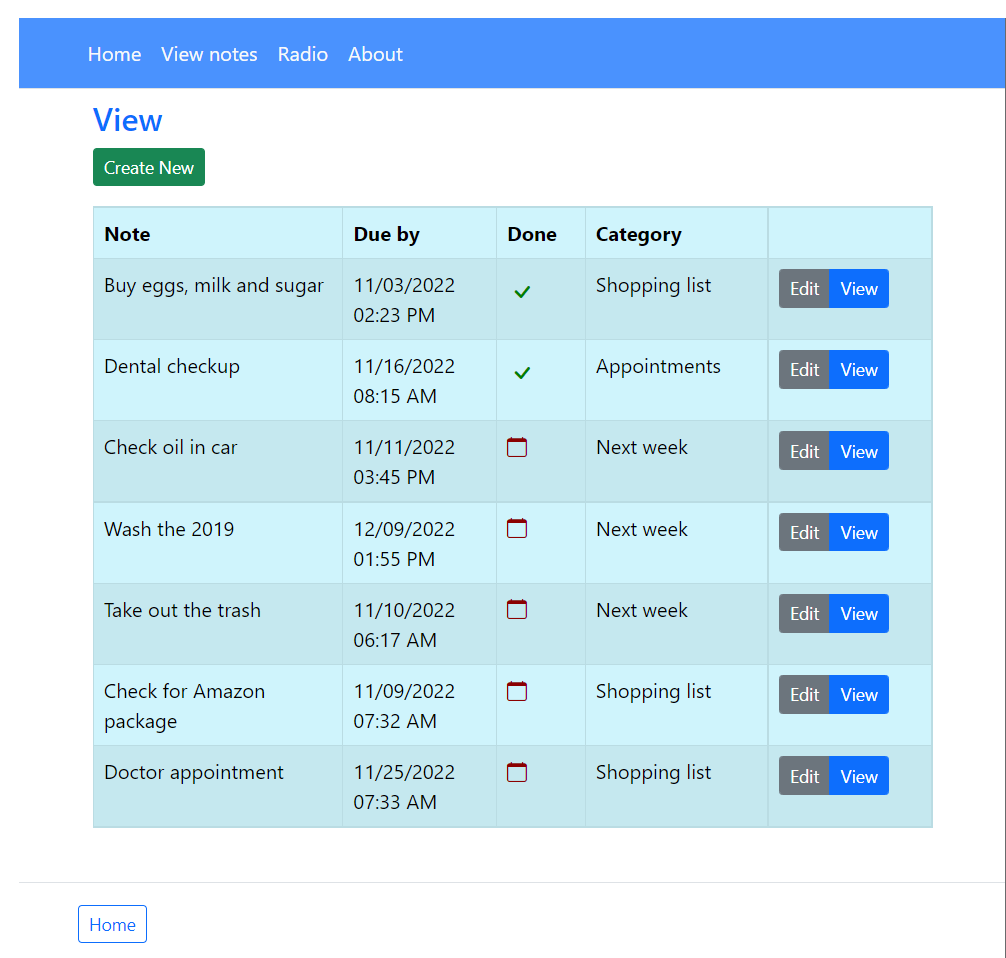 Home View notes Radio About
View
Create New
Note Due by Done Category
Buy eggs, milk and sugar 11/03/2022 Shopping list Edit View
02:23 PM
Dental checkup 11/16/2022 Appointments Edit View
08:15 AM
Check oil in car 11/11/2022 Next week Edit View
03:45 PM
Wash the 2019 12/09/2022 Next week Edit View
01:55 PM
Take out the trash 11/10/2022 Next week Edit View
06:17 AM
Check for Amazon 11/09/2022 Shopping list Edit View
package 07:32 AM
Doctor appointment 11/25/2022 Shopping list Edit View
07:33 AM
Home